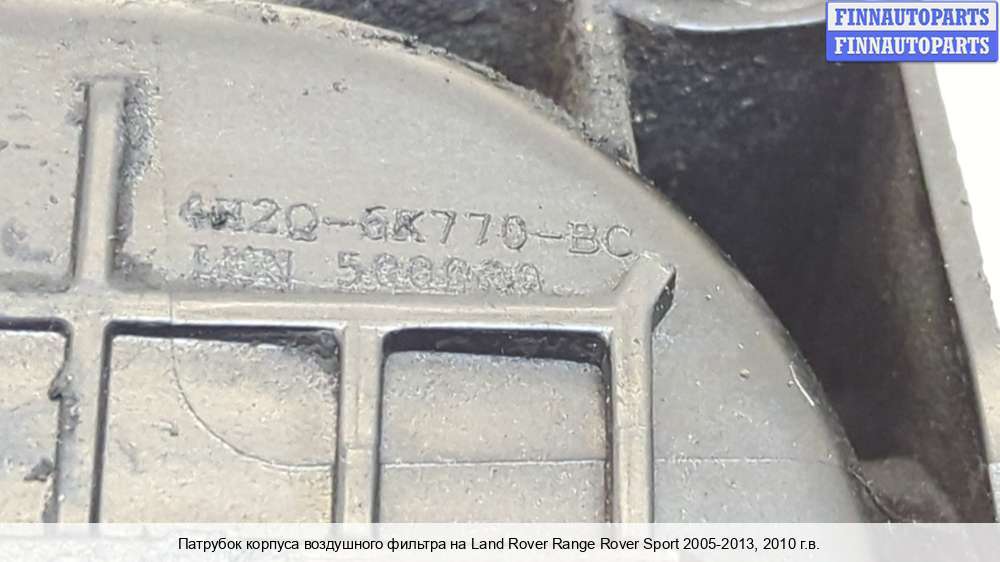 FINNAUTOPARTS
FINNAUTOPARTS
4H2Q-6K770-BC
Патрубок корпуса воздушного фильтра на Land Rover Range Rover Sport 2005-2013, 2010 г.в.